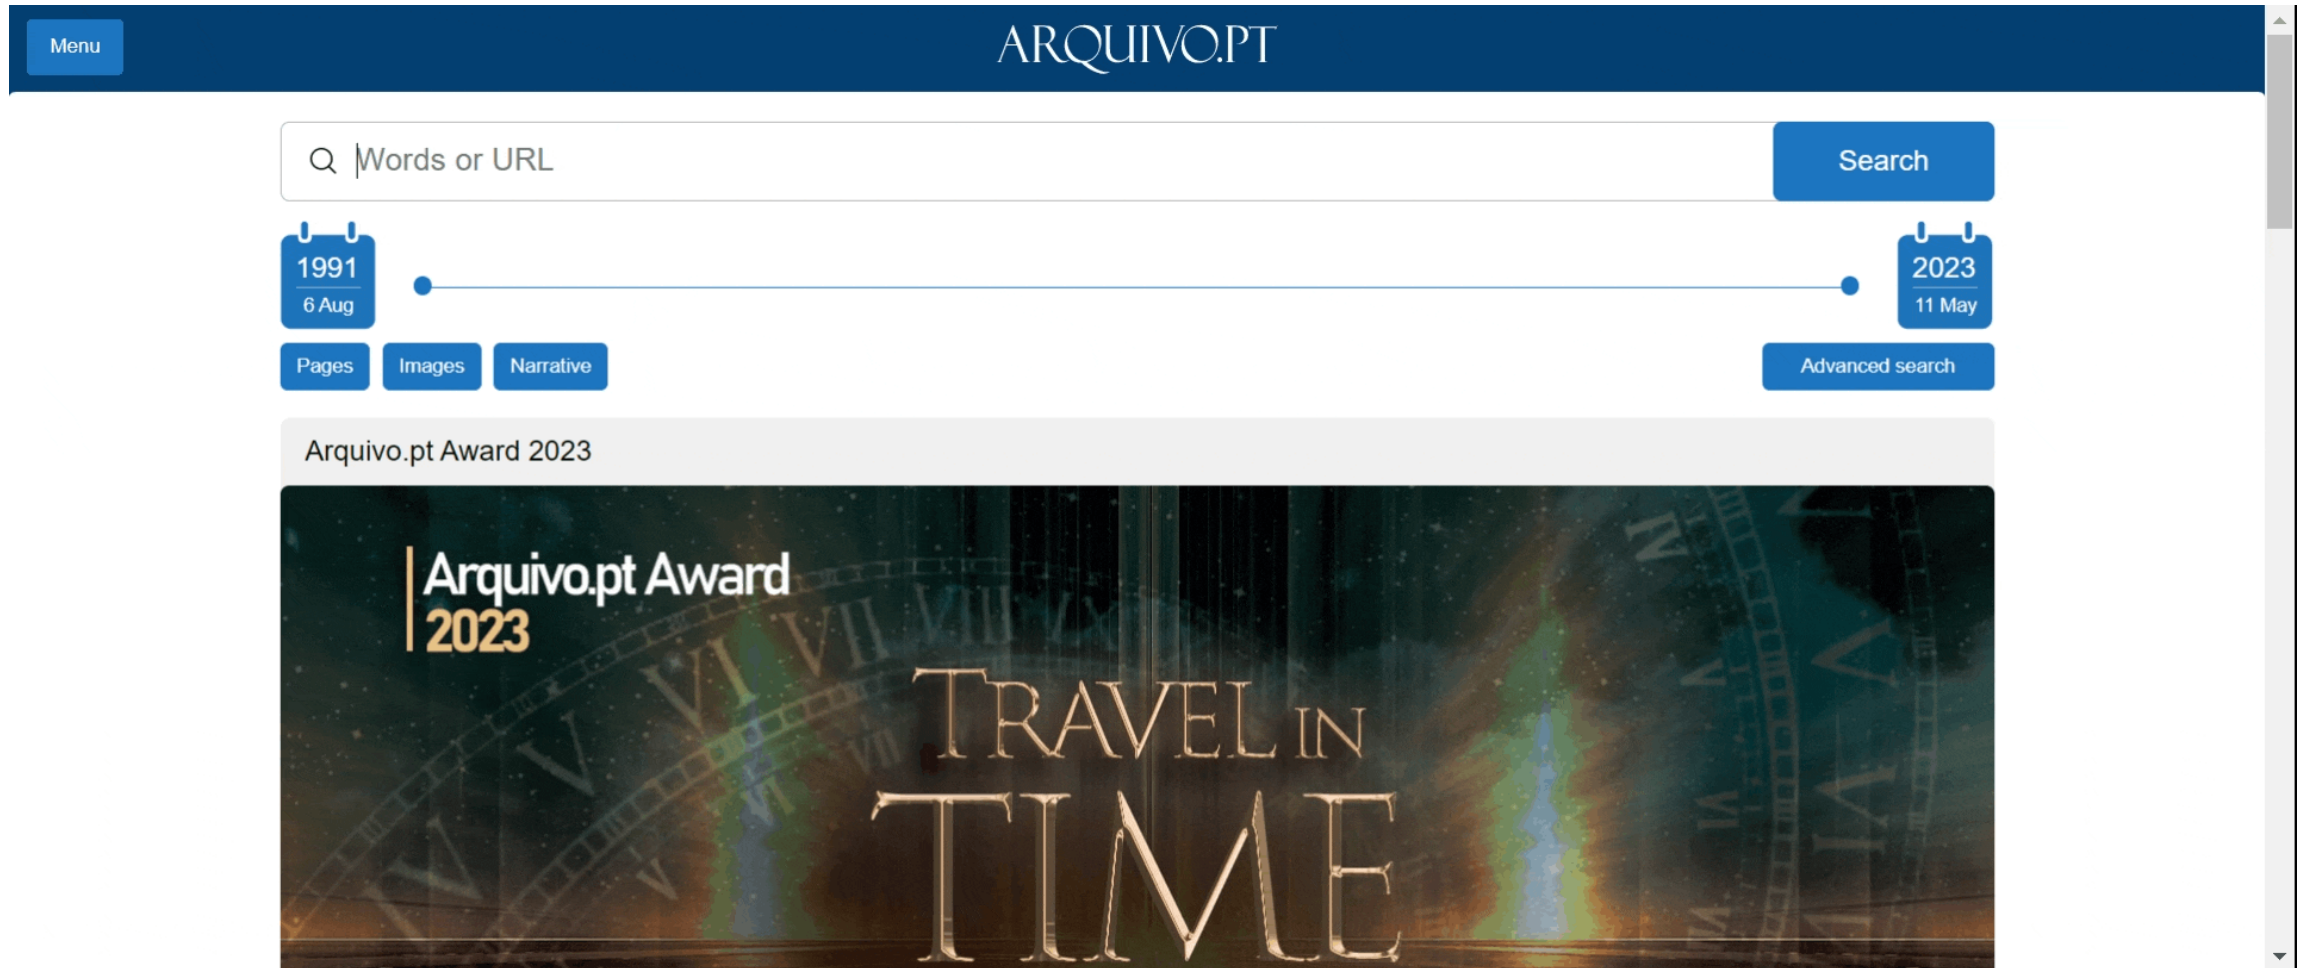 Menu
ARQUIVO.PT
Words or URL
Search
1991
6 Aug
2023
11 May
Pages
Images
Narrative
Advanced search
Arquivo.pt Award 2023
Arquivo.pt Award
2023
TRAVEL IN
TIME